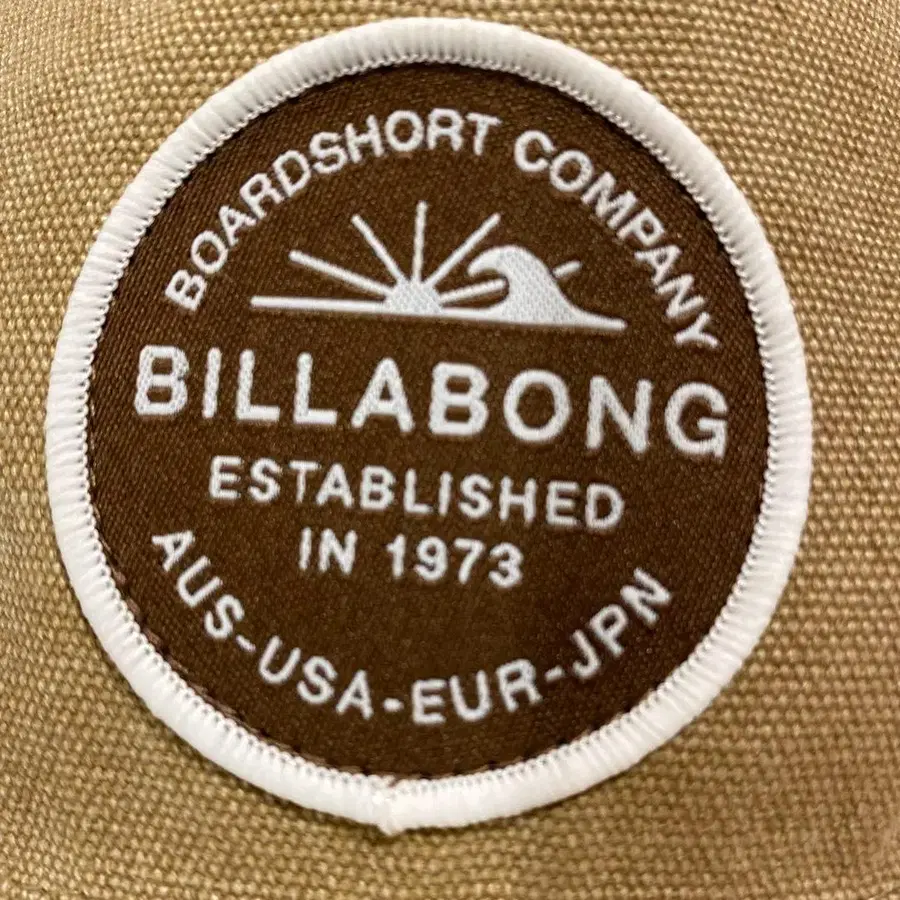 BOARDSHORT COMPANY
BILLABONG
ESTABLISHED
IN 1973
AUS-USA-EUR-JPN